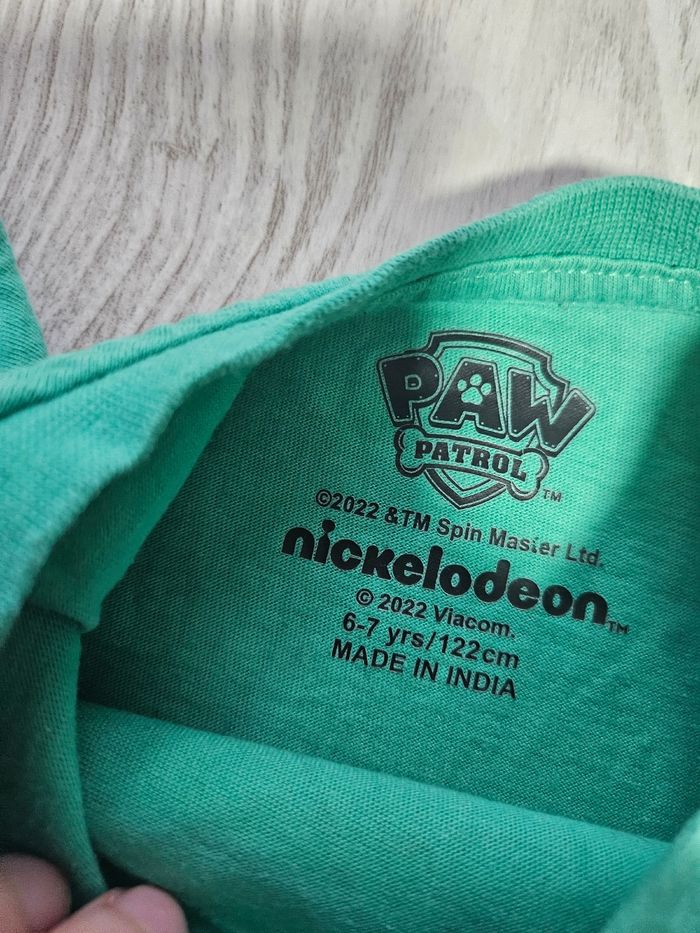 PAW
PATROL TM
©2022 &TM Spin Master Ltd.
nickelodeon TM
© 2022 Viacom.
6-7 yrs/122cm
MADE IN INDIA